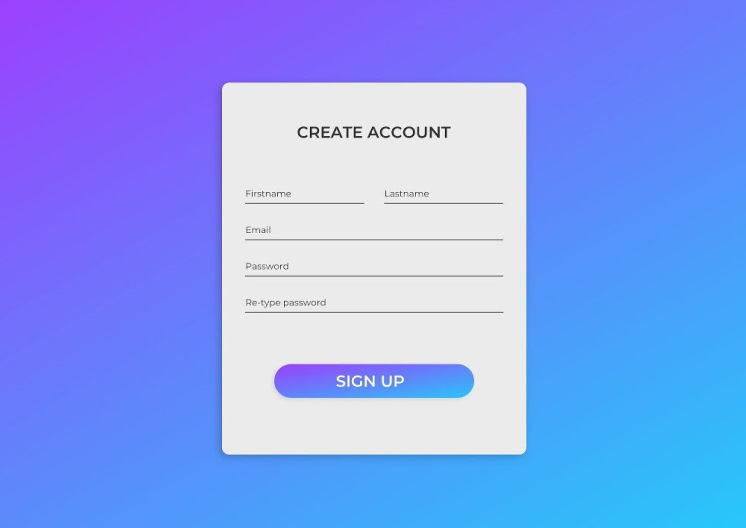 CREATE ACCOUNT
Firstname Lastname
Email
Password
Re-type password
SIGN UP